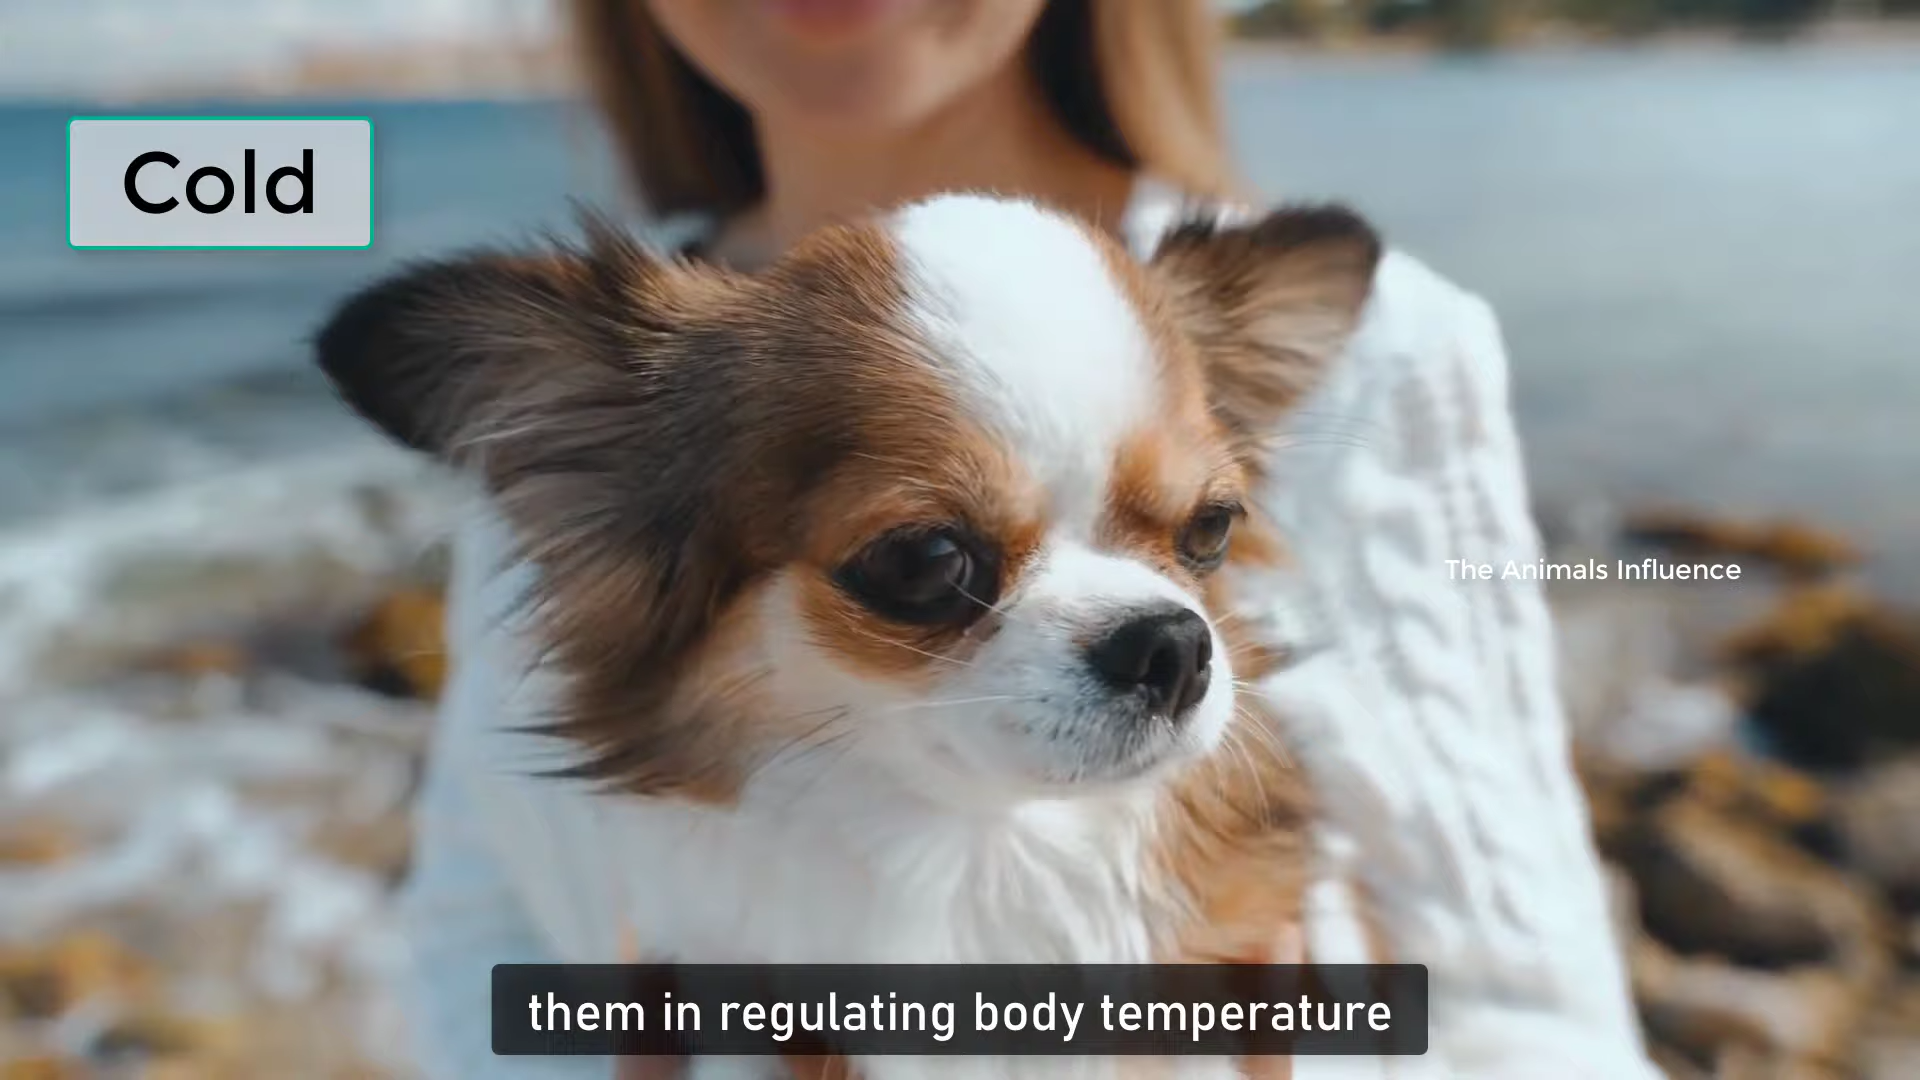 Cold
The Animals Influence
them in regulating body temperature